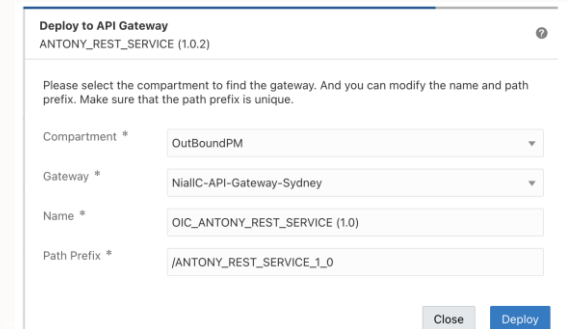 Deploy to API Gateway
ANTONY_REST_SERVICE (1.0.2)
?
Please select the compartment to find the gateway. And you can modify the name and path
prefix. Make sure that the path prefix is unique.
Compartment *
OutBoundPM
Gateway *
NiallC-API-Gateway-Sydney
Name *
OIC_ANTONY_REST_SERVICE (1.0)
Path Prefix *
/ANTONY_REST_SERVICE_1_0
Close
Deploy